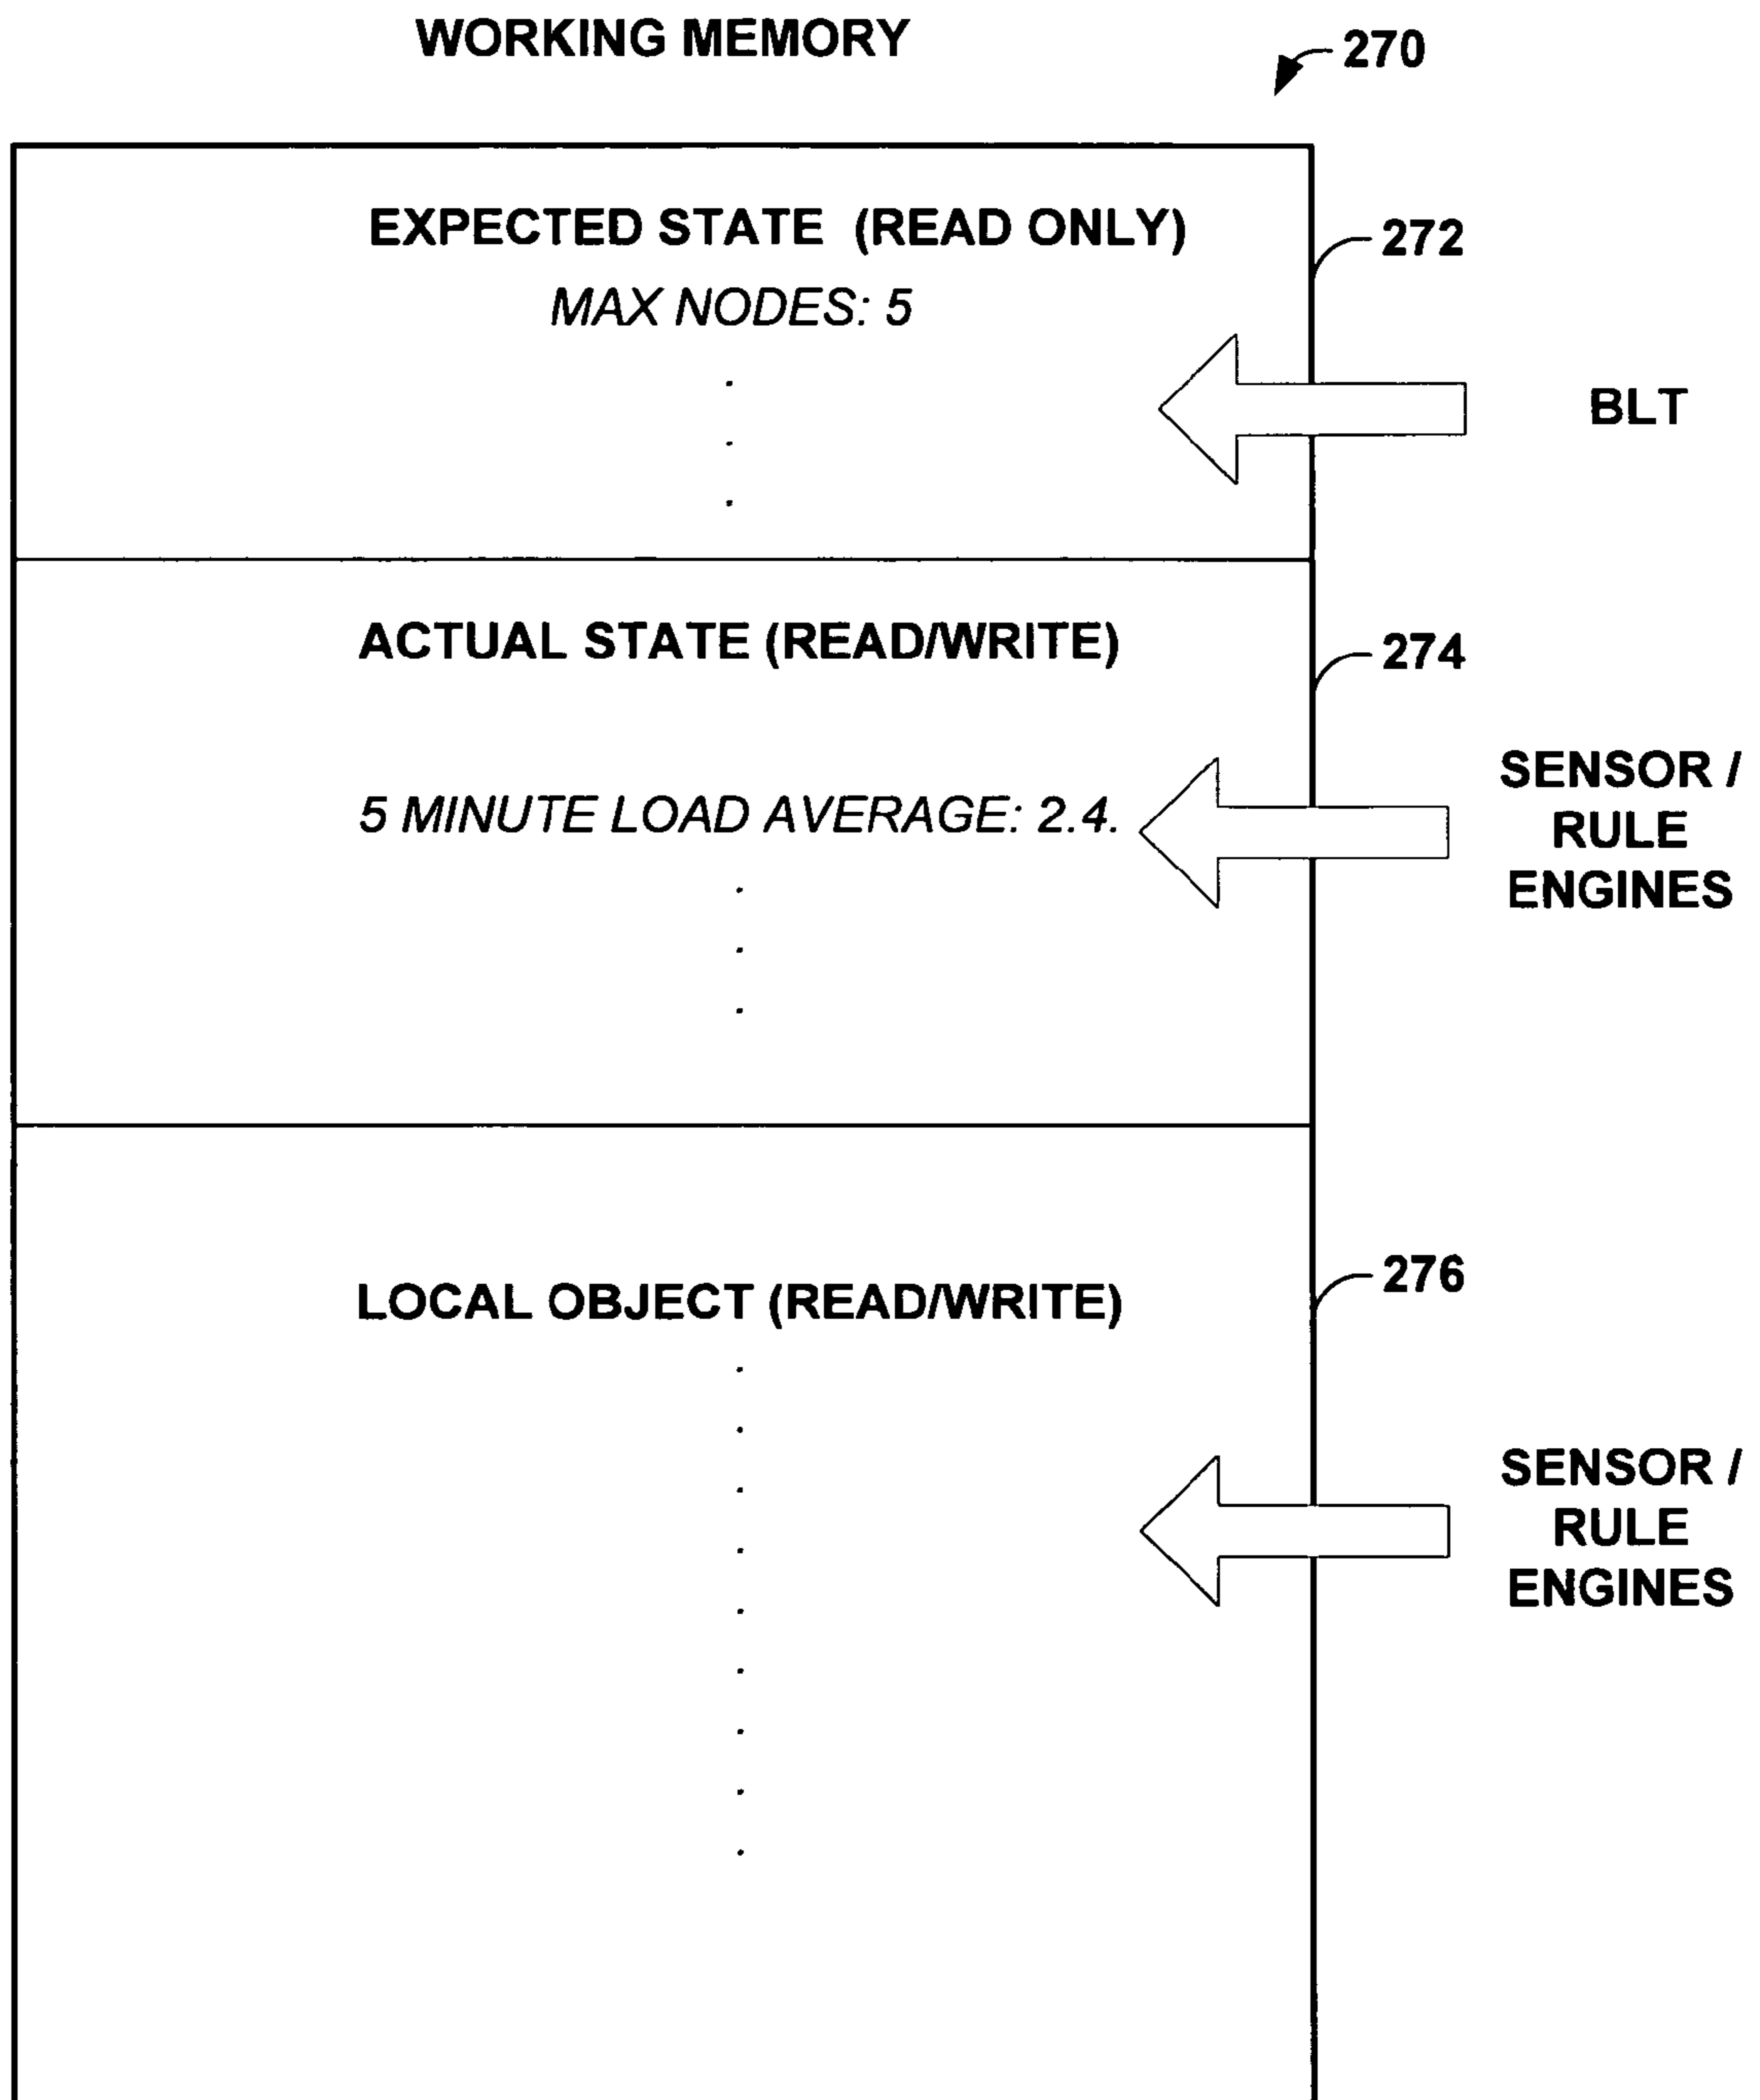 WORKING MEMORY
270
EXPECTED STATE (READ ONLY)
272
MAX NODES: 5
BLT
ACTUAL STATE (READ/WRITE)
274
5 MINUTE LOAD AVERAGE: 2.4.
SENSOR /
RULE
ENGINES
LOCAL OBJECT (READ/WRITE)
276
SENSOR /
RULE
ENGINES